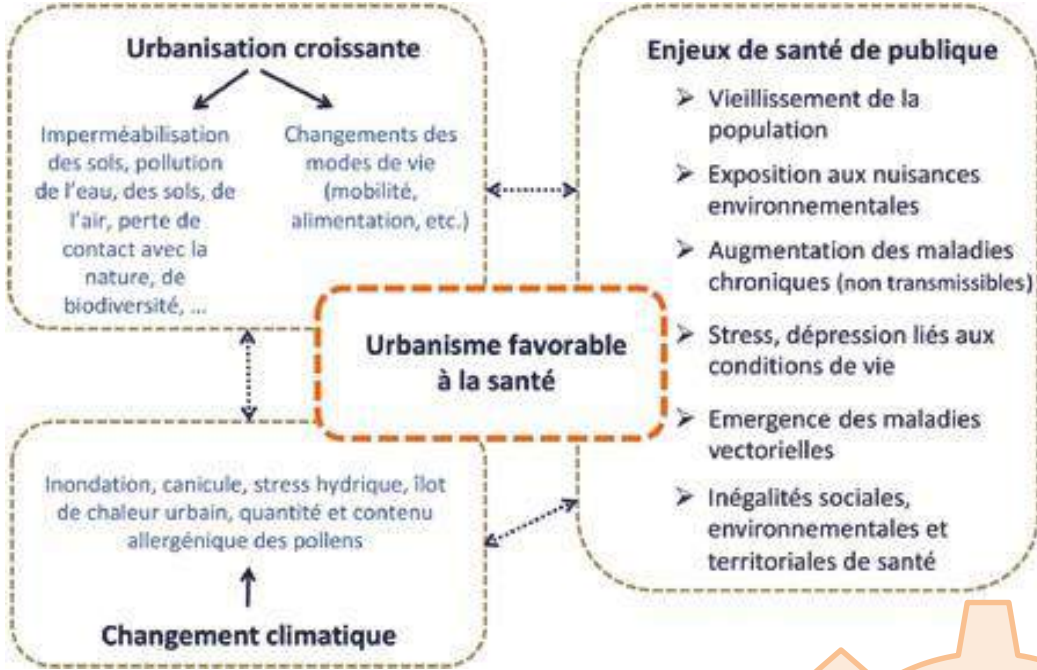 Urbanisation croissante
Imperméabilisation
des sols, pollution
de l'eau, des sols, de
l'air, perte de
contact avec la
nature, de
biodiversité, ...
Changements des
modes de vie
(mobilité,
alimentation, etc.)
Enjeux de santé de publique
➢ Vieillissement de la
population
➢ Exposition aux nuisances
environnementales
➢ Augmentation des maladies
chroniques (non transmissibles)
➢ Stress, dépression liés aux
conditions de vie
➢ Emergence des maladies
vectorielles
➢ Inégalités sociales,
environnementales et
territoriales de santé
Urbanisme favorable
à la santé
Inondation, canicule, stress hydrique, îlot
de chaleur urbain, quantité et contenu
allergénique des pollens
Changement climatique